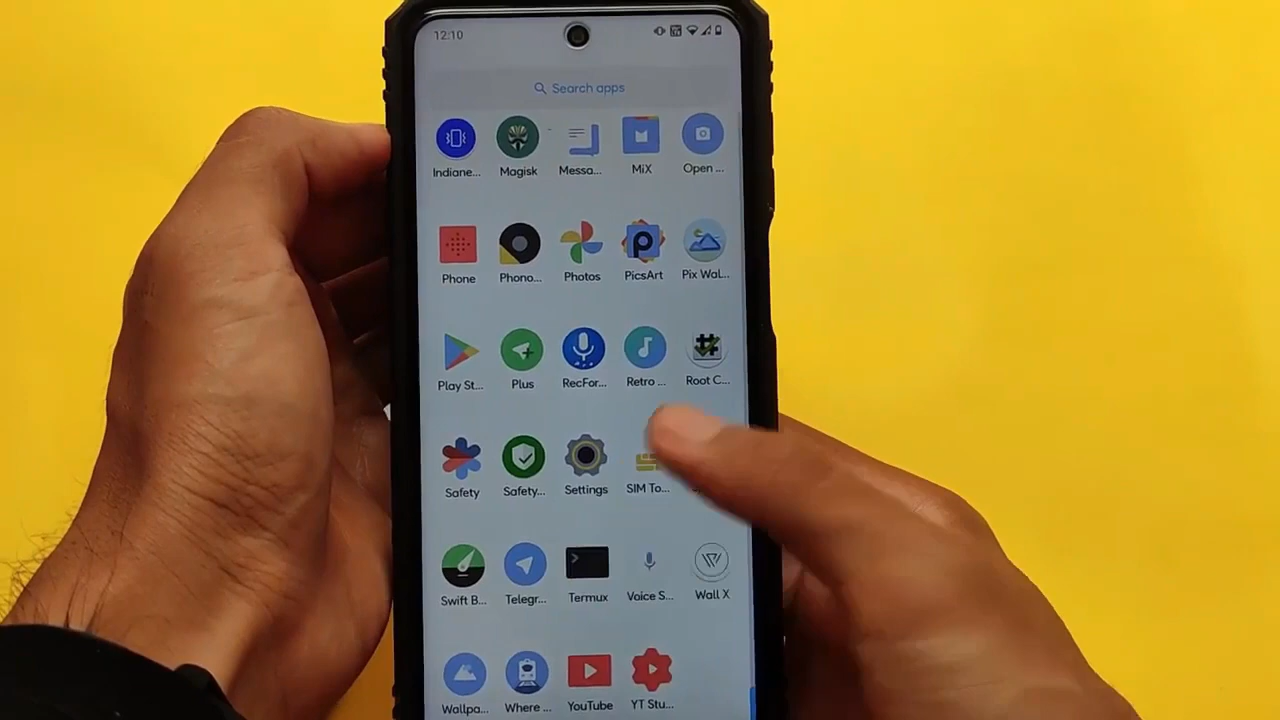 12:10
Search apps
Indiane... Magisk Messa... MiX Open ...
Phone Phono... Photos PicsArt Pix Wal...
Play St... Plus RecFor... Retro ... Root C...
Safety Safety... Settings SIM To...
Swift B... Telegr... Termux Voice S... Wall X
Wallpa... Where ... YouTube YT Stu...